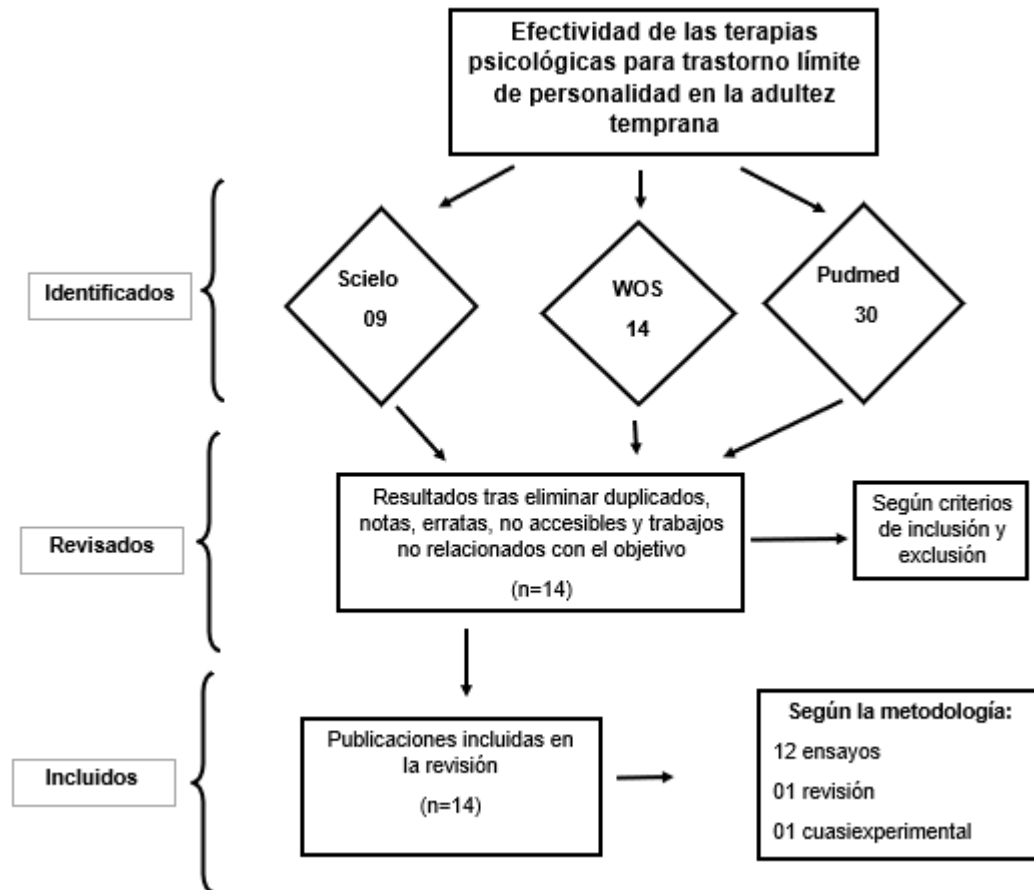 Efectividad de las terapias
psicológicas para trastorno límite
de personalidad en la adultez
temprana
Identificados
Scielo
09
WOS
14
Pudmed
30
Revisados
Resultados tras eliminar duplicados,
notas, erratas, no accesibles y trabajos
no relacionados con el objetivo
(n=14)
Según criterios
de inclusión y
exclusión
Incluidos
Publicaciones incluidas en
la revisión
(n=14)
Según la metodología:
12 ensayos
01 revisión
01 cuasiexperimental